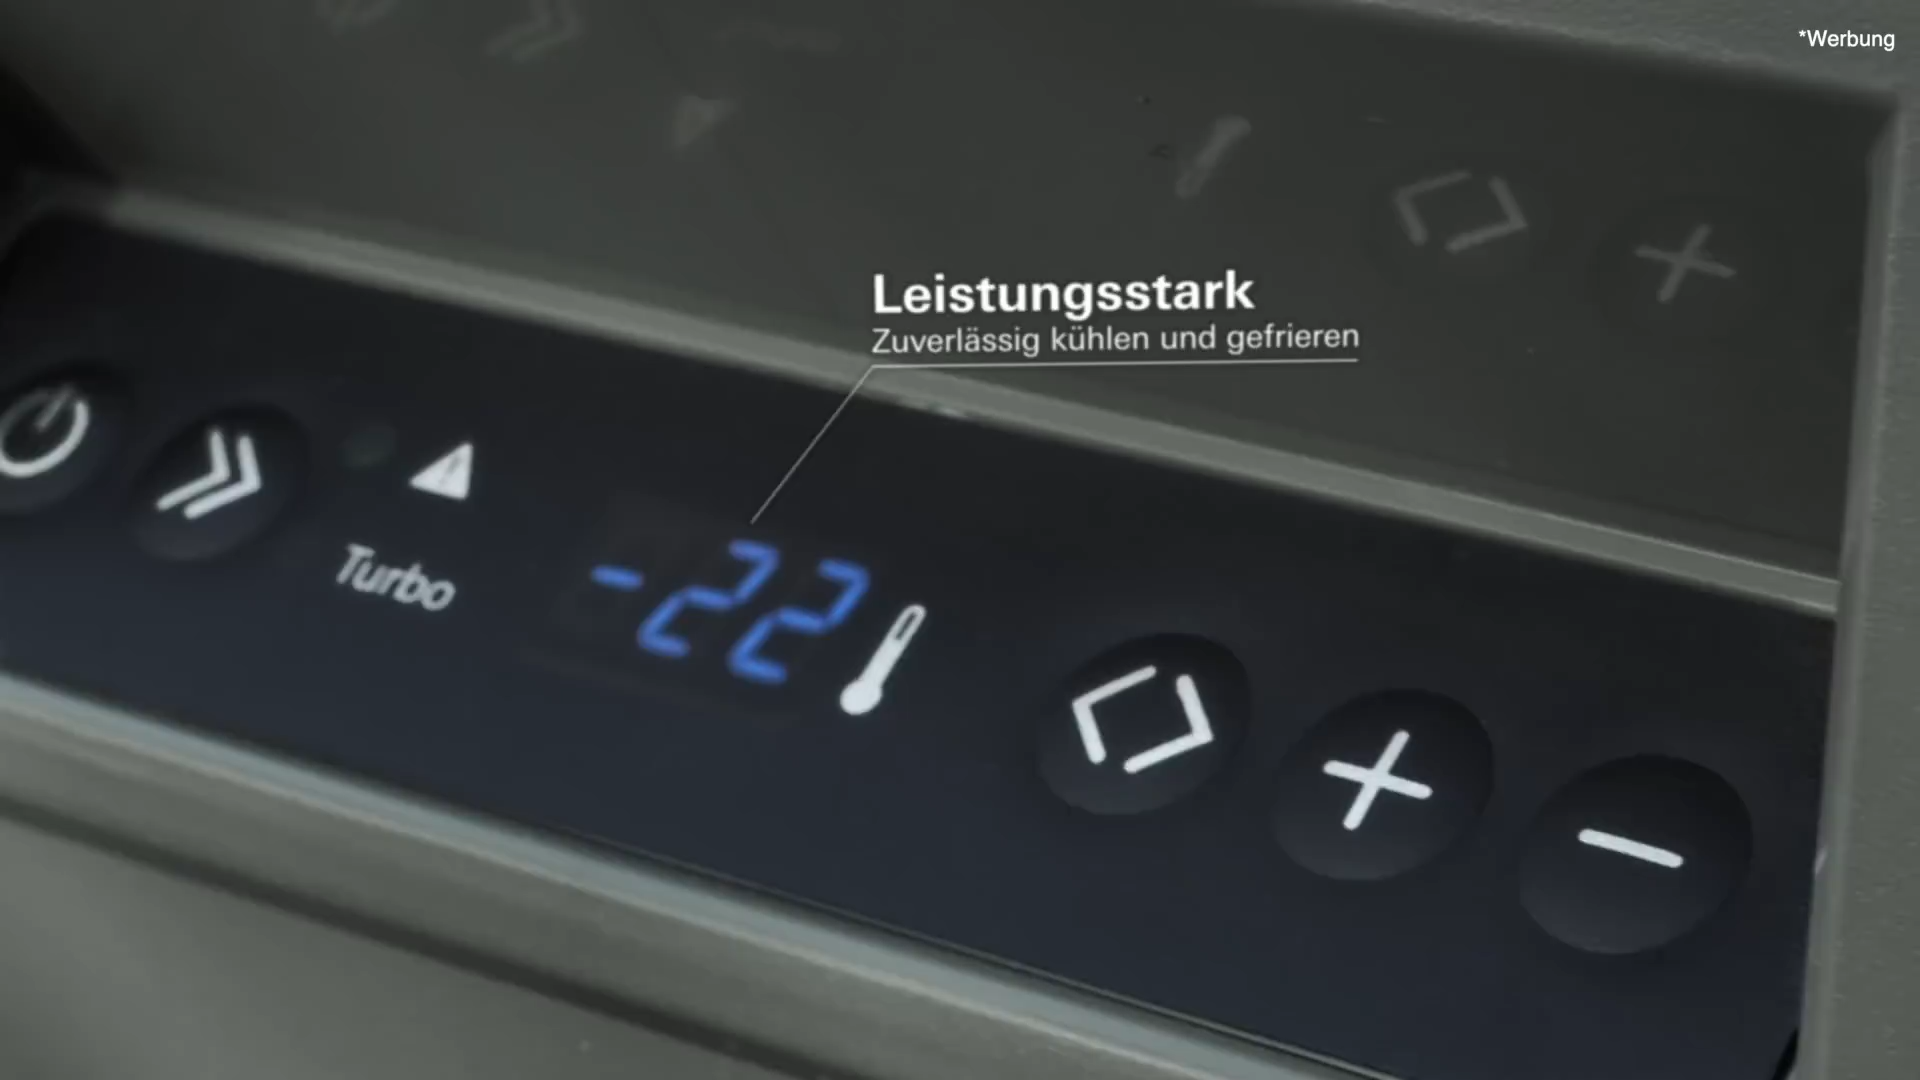 *Werbung
Leistungsstark
Zuverlässig kühlen und gefrieren
Turbo
-22